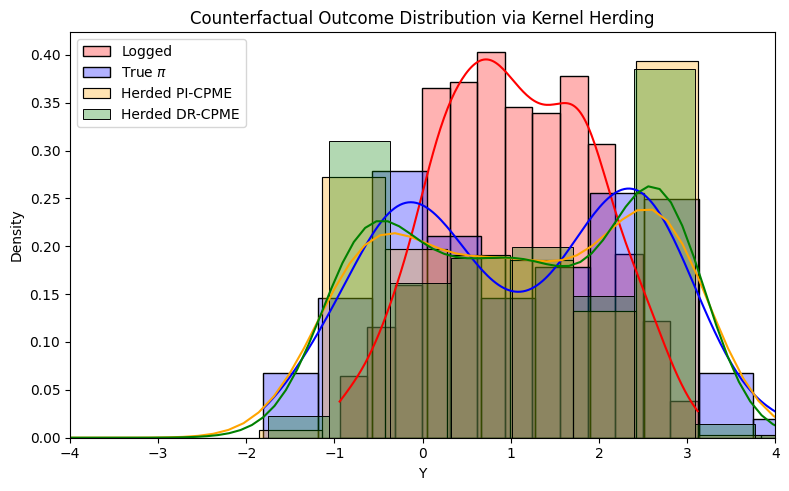 Counterfactual Outcome Distribution via Kernel Herding
Logged
True π
Herded PI-CPME
Herded DR-CPME
Density
0.40
0.35
0.30
0.25
0.20
0.15
0.10
0.05
0.00
−4 −3 −2 −1 0 1 2 3 4
Y